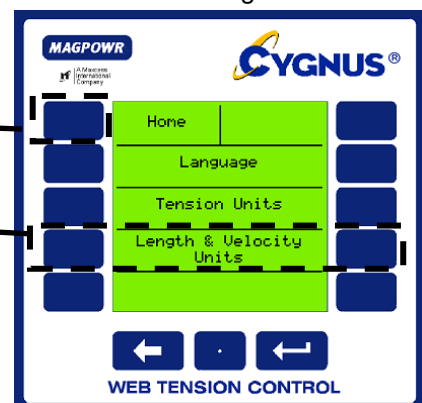 MAGPOWR
A Maxcess
International
Company
CYGNUS®
Home
Language
Tension Units
Length & Velocity
Units
WEB TENSION CONTROL